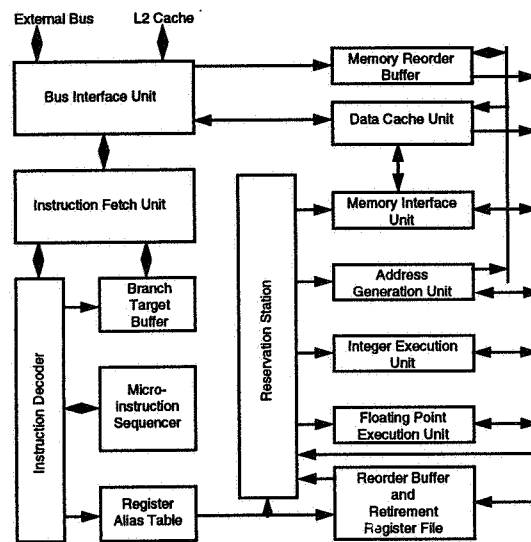 External Bus
L2 Cache
Bus Interface Unit
Memory Reorder
Buffer
Data Cache Unit
Instruction Fetch Unit
Memory Interface
Unit
Branch
Target
Buffer
Address
Generation Unit
Instruction Decoder
Reservation Station
Integer Execution
Unit
Micro-
instruction
Sequencer
Floating Point
Execution Unit
Register
Alias Table
Reorder Buffer
and
Retirement
Register File